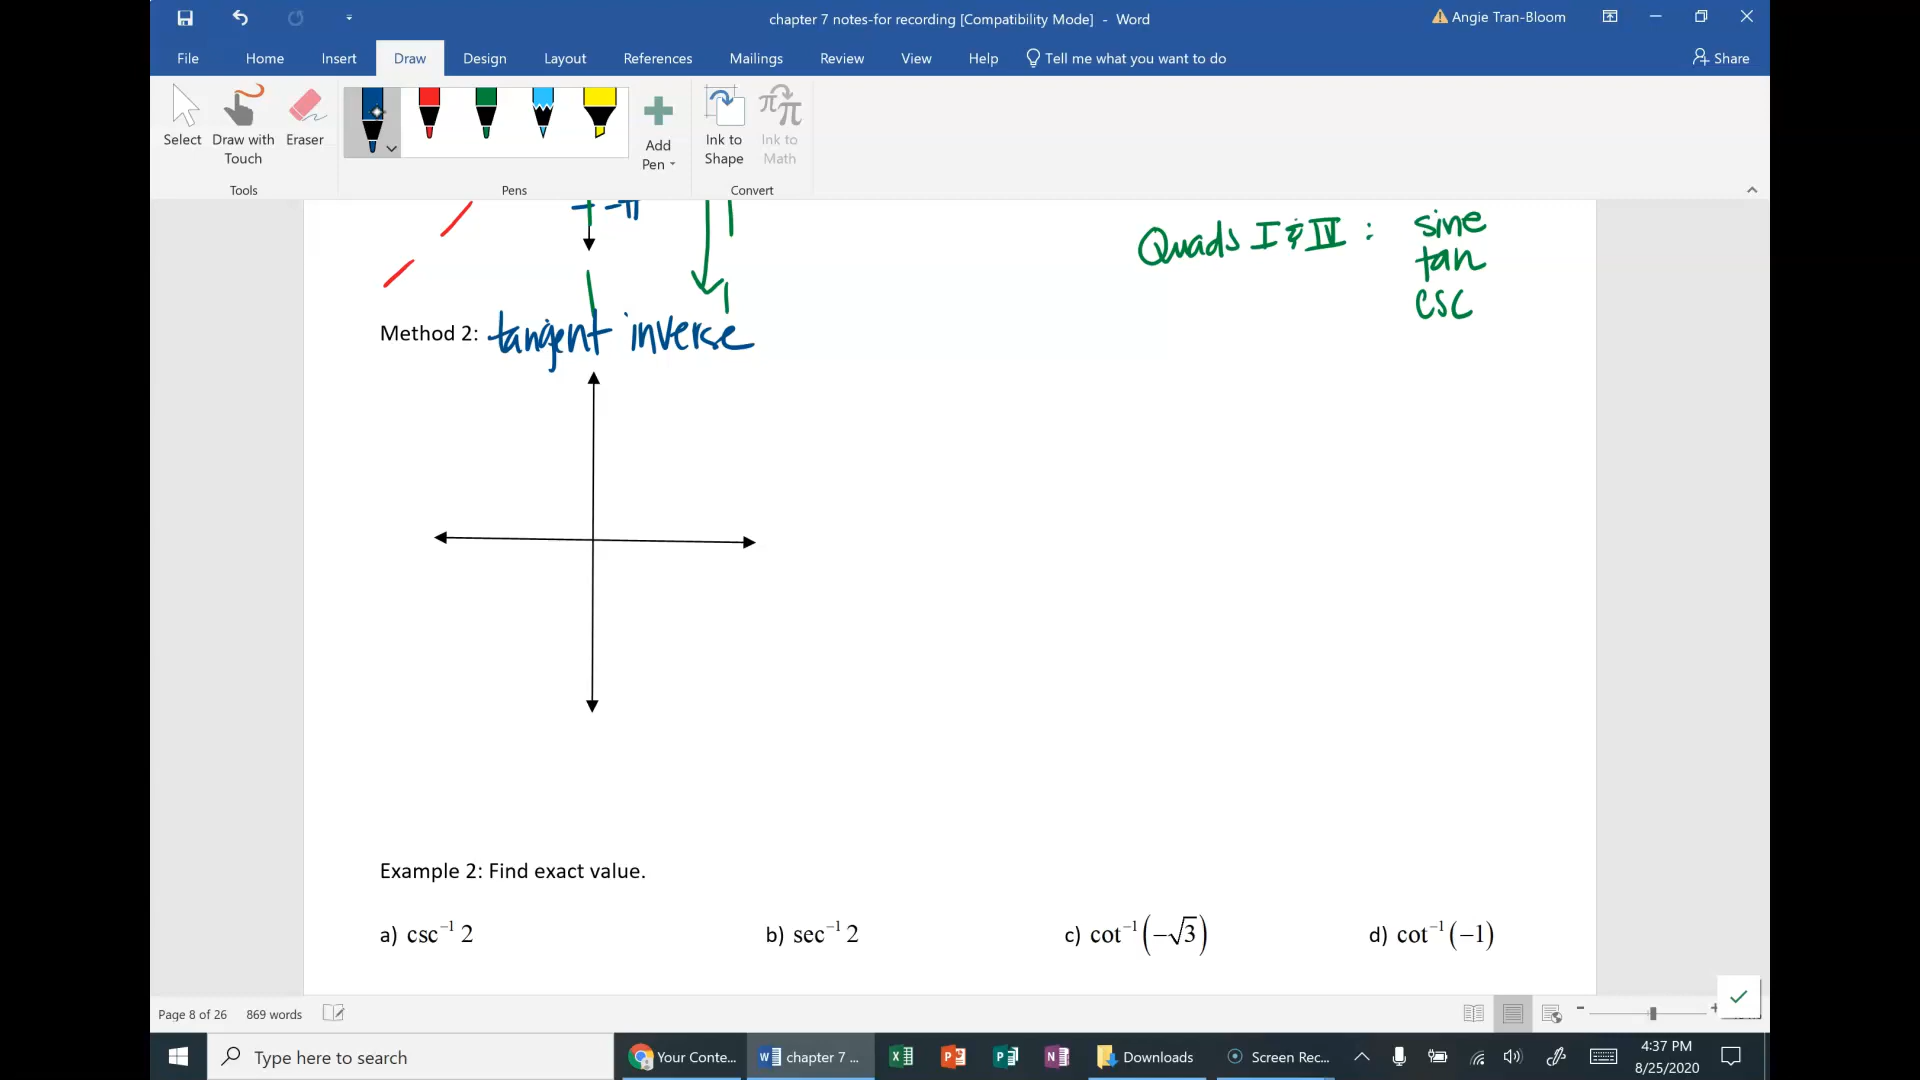 chapter 7 notes-for recording [Compatibility Mode] - Word
Angie Tran-Bloom
File Home Insert Draw Design Layout References Mailings Review View Help Tell me what you want to do Share
Select
Draw with Touch
Eraser
Add Pen
Ink to Shape
Ink to Math
Tools
Pens
Convert
-π
Quads I & IV : sine
tan
csc
Method 2: tangent inverse
Example 2: Find exact value.
a) csc⁻¹ 2 b) sec⁻¹ 2 c) cot⁻¹(−√3) d) cot⁻¹(−1)
Page 8 of 26 869 words
Type here to search
Your Conte...
chapter 7 ...
Downloads
Screen Rec...
4:37 PM
8/25/2020